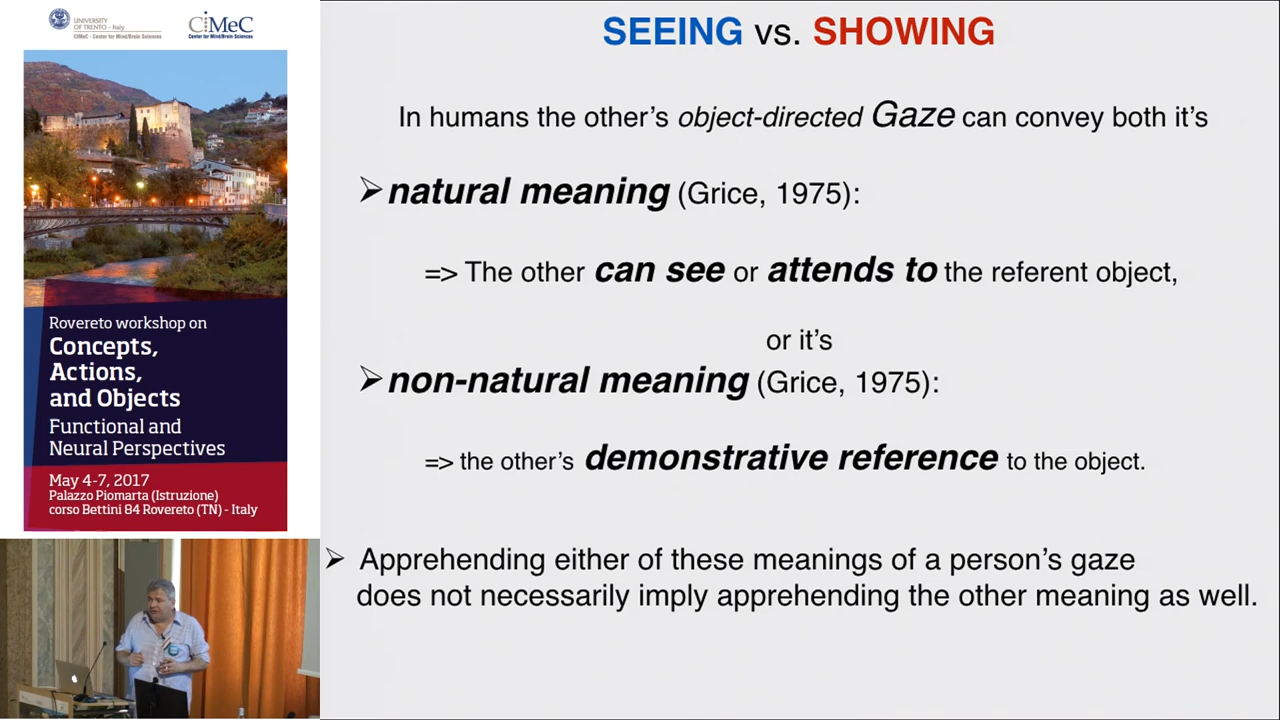 UNIVERSITY
OF TRENTO - Italy
CIMeC - Center for Mind/Brain Sciences
CiMeC
Center for Mind/Brain Sciences
Rovereto workshop on
Concepts,
Actions,
and Objects
Functional and
Neural Perspectives
May 4-7, 2017
Palazzo Piomarta (Istruzione)
corso Bettini 84 Rovereto (TN) - Italy
SEEING vs. SHOWING
In humans the other's object-directed Gaze can convey both it's
➢natural meaning (Grice, 1975):
=> The other can see or attends to the referent object,
or it's
➢non-natural meaning (Grice, 1975):
=> the other's demonstrative reference to the object.
➢ Apprehending either of these meanings of a person's gaze
does not necessarily imply apprehending the other meaning as well.